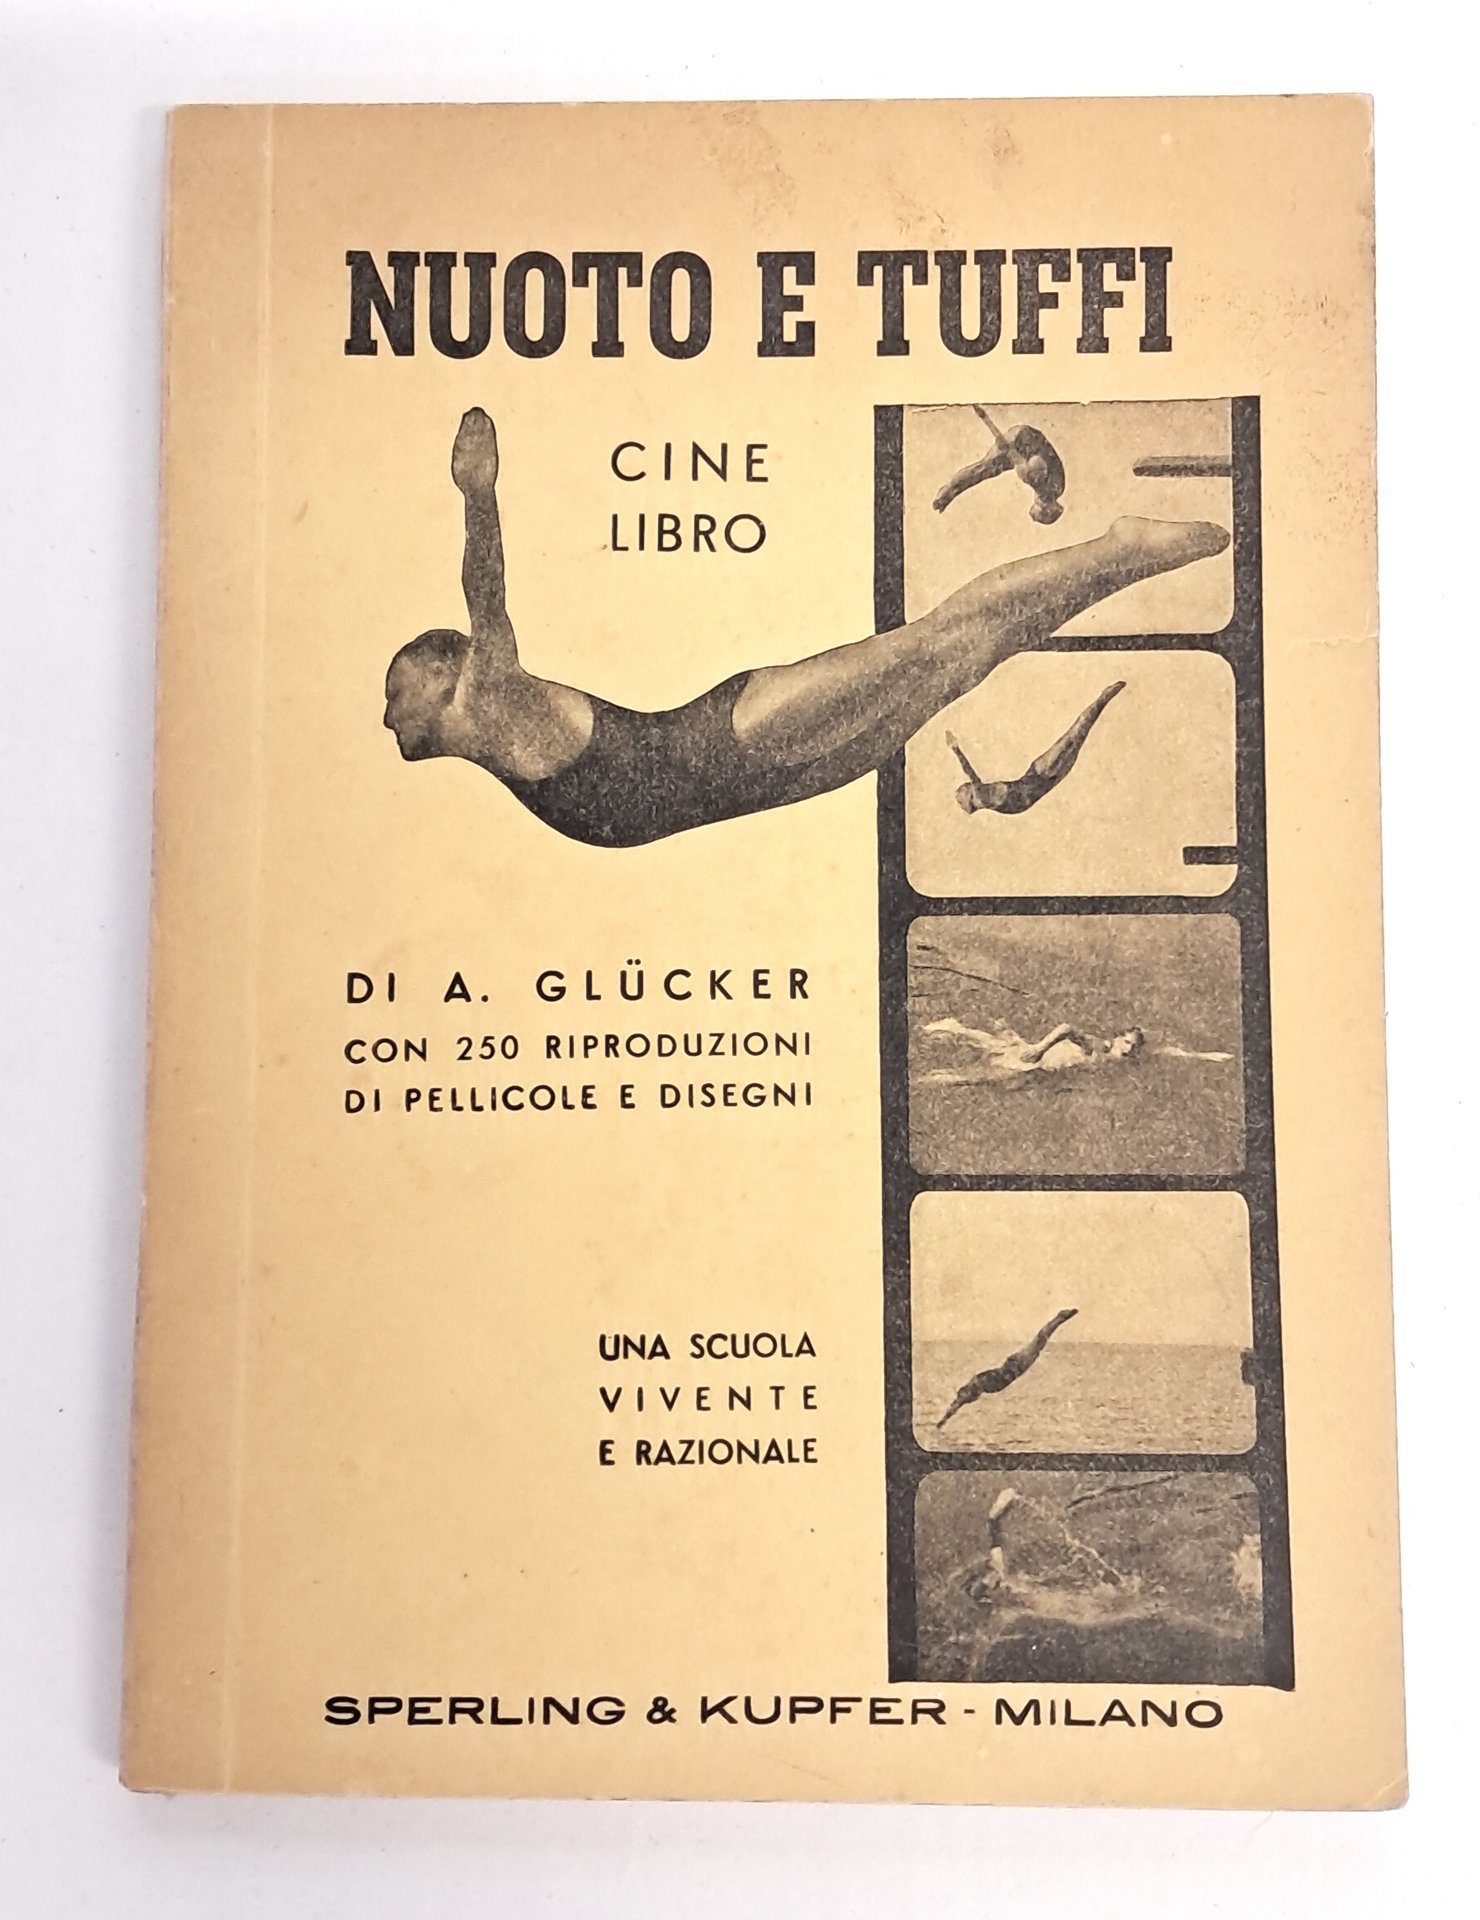 NUOTO E TUFFI
CINE
LIBRO
DI A. GLÜCKER
CON 250 RIPRODUZIONI
DI PELLICOLE E DISEGNI
UNA SCUOLA
VIVENTE
E RAZIONALE
SPERLING & KUPFER - MILANO